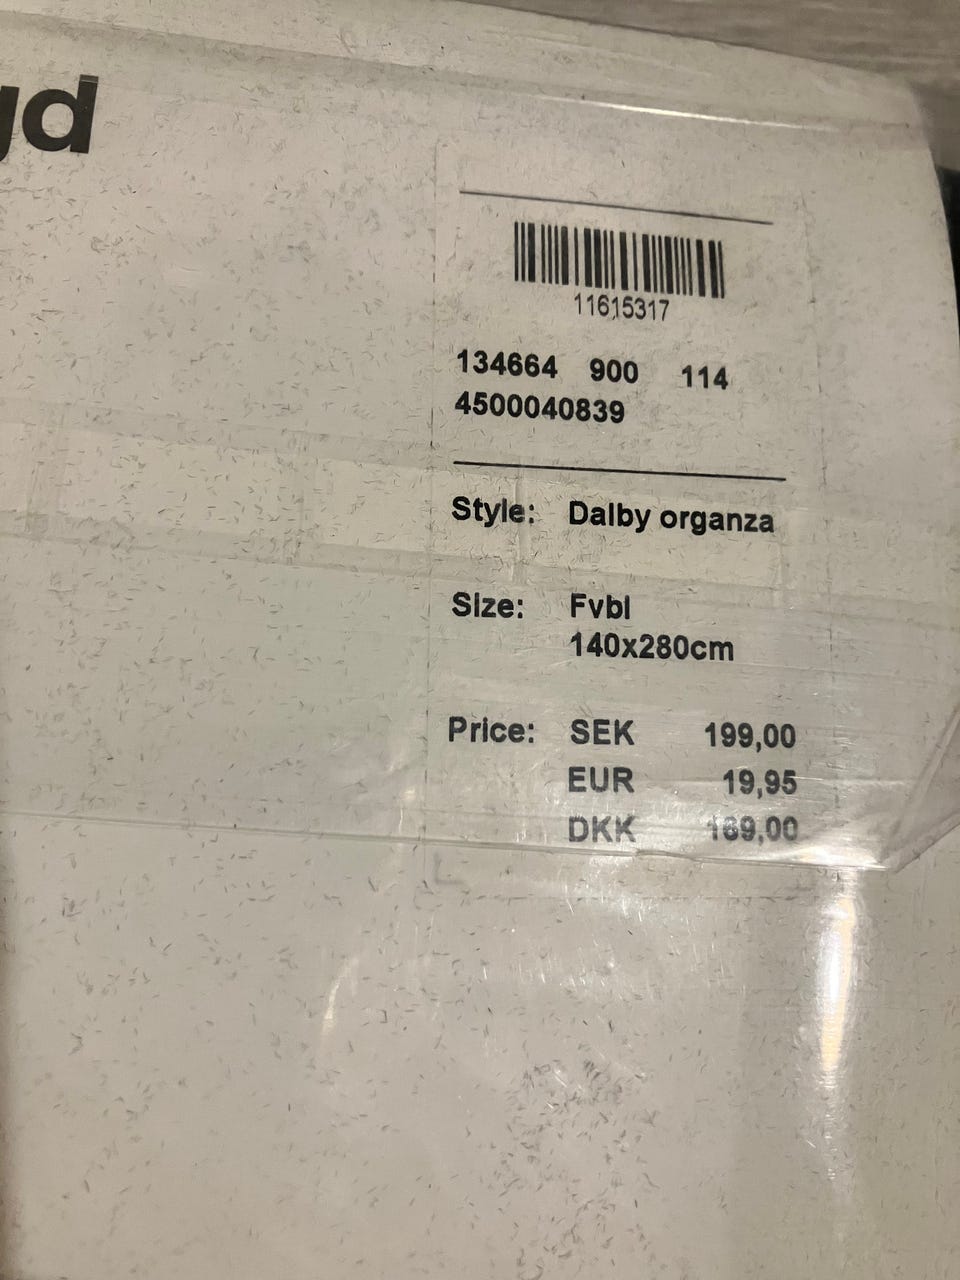 gd
11615317
134664 900 114
4500040839
Style: Dalby organza
Size: Fvbl
140x280cm
Price: SEK 199,00
EUR 19,95
DKK 169,00